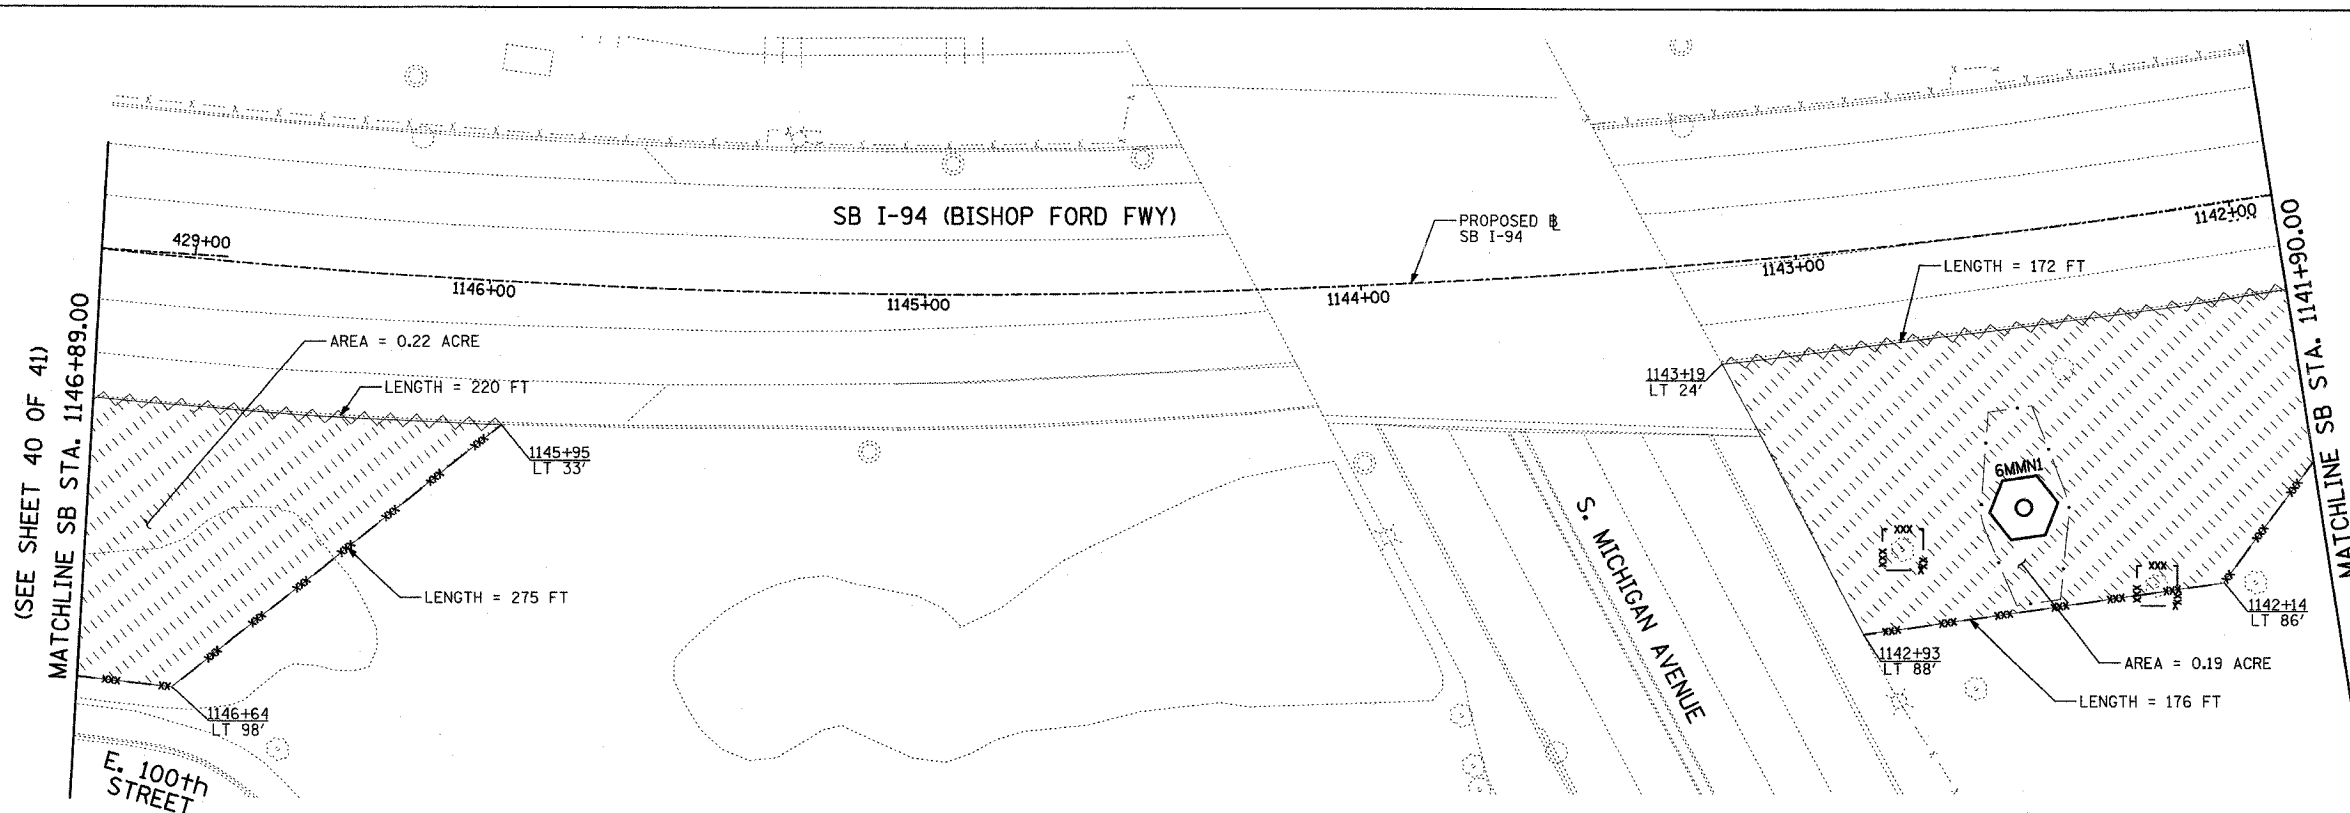 SB I-94 (BISHOP FORD FWY)
PROPOSED ℄
SB I-94
429+00
1146+00
1145+00
1144+00
1143+00
1142+00
(SEE SHEET 40 OF 41)
MATCHLINE SB STA. 1146+89.00
AREA = 0.22 ACRE
LENGTH = 220 FT
1145+95
LT 33'
LENGTH = 275 FT
1146+64
LT 98'
E. 100th
STREET
S. MICHIGAN AVENUE
LENGTH = 172 FT
1143+19
LT 24'
6MMN1
1142+14
LT 86'
1142+93
LT 88'
AREA = 0.19 ACRE
LENGTH = 176 FT
MATCHLINE SB STA. 1141+90.00